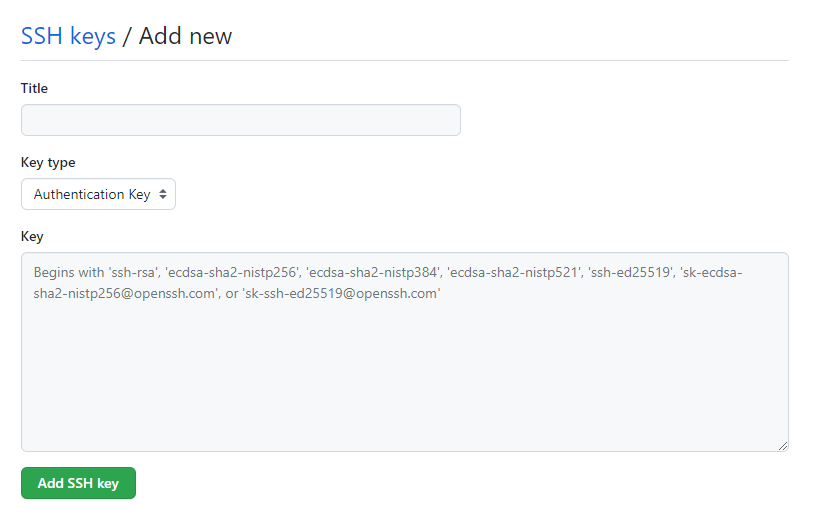 SSH keys / Add new
Title
Key type
Authentication Key
Key
Begins with 'ssh-rsa', 'ecdsa-sha2-nistp256', 'ecdsa-sha2-nistp384', 'ecdsa-sha2-nistp521', 'ssh-ed25519', 'sk-ecdsa-
sha2-nistp256@openssh.com', or 'sk-ssh-ed25519@openssh.com'
Add SSH key